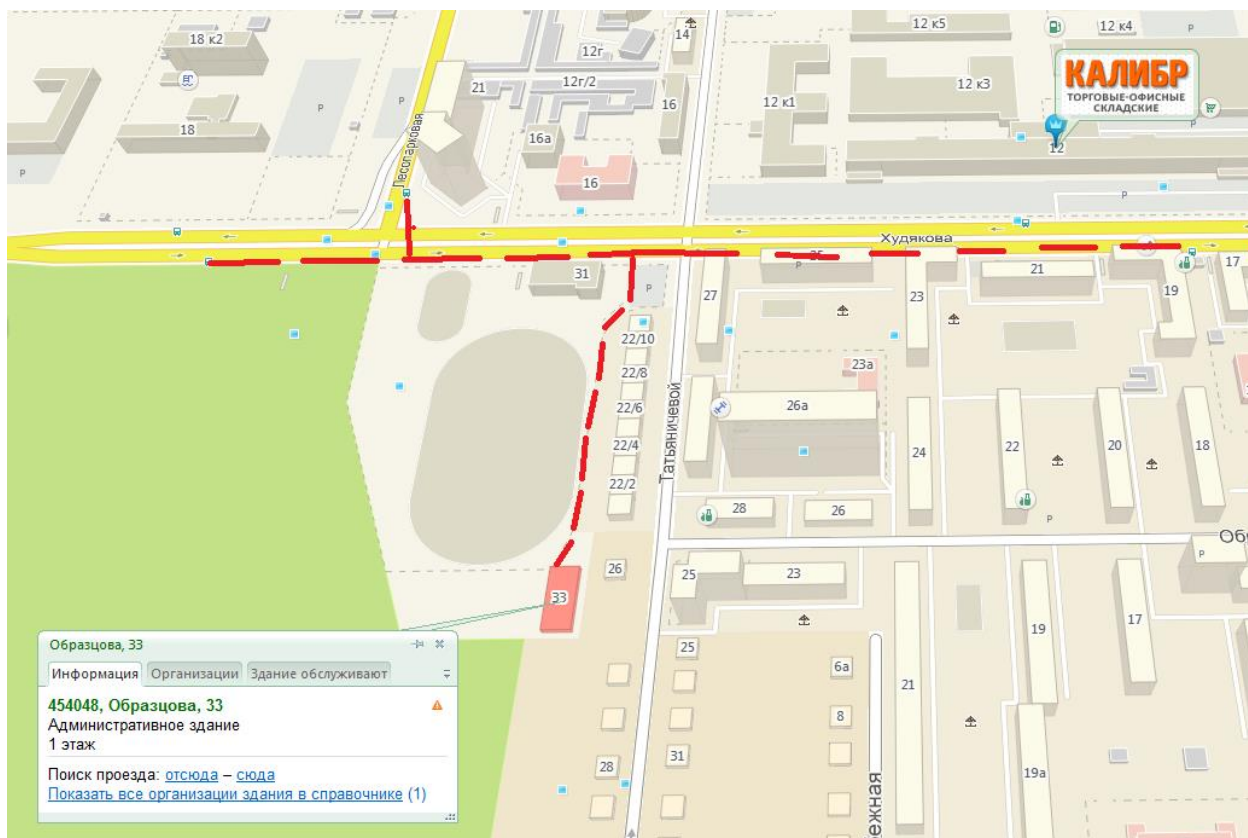 18 к2
14
12 к5
12 к4
P
12г
21
12г/2
КАЛИБР
ТОРГОВЫЕ-ОФИСНЫЕ
СКЛАДСКИЕ
12 к3
12 к1
16
P
18
16а
12
Лесопарковая
P
16
P
Худякова
25
P
31
P
21
17
27
23
19
22/10
22/8
23а
22/6
26а
22/4
Татьяничевой
24
22
20
18
22/2
28
26
P
P
26
25
23
33
19
17
25
6а
21
8
31
28
19а
Образцова, 33
Информация
Организации
Здание обслуживают
454048, Образцова, 33
Административное здание
1 этаж
Поиск проезда: отсюда – сюда
Показать все организации здания в справочнике (1)